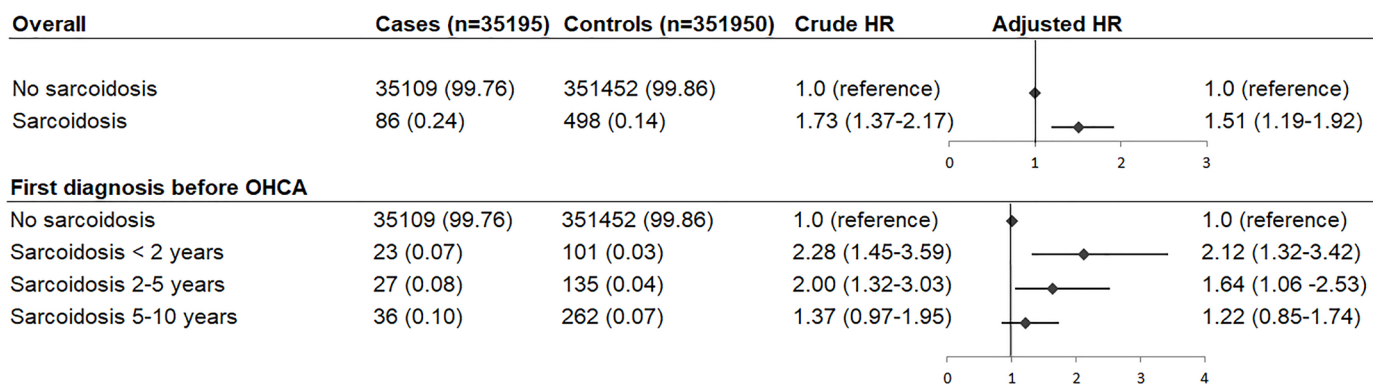 Overall Cases (n=35195) Controls (n=351950) Crude HR Adjusted HR
No sarcoidosis 35109 (99.76) 351452 (99.86) 1.0 (reference) 1.0 (reference)
Sarcoidosis 86 (0.24) 498 (0.14) 1.73 (1.37-2.17) 1.51 (1.19-1.92)
0 1 2 3
First diagnosis before OHCA
No sarcoidosis 35109 (99.76) 351452 (99.86) 1.0 (reference) 1.0 (reference)
Sarcoidosis < 2 years 23 (0.07) 101 (0.03) 2.28 (1.45-3.59) 2.12 (1.32-3.42)
Sarcoidosis 2-5 years 27 (0.08) 135 (0.04) 2.00 (1.32-3.03) 1.64 (1.06 -2.53)
Sarcoidosis 5-10 years 36 (0.10) 262 (0.07) 1.37 (0.97-1.95) 1.22 (0.85-1.74)
0 1 2 3 4